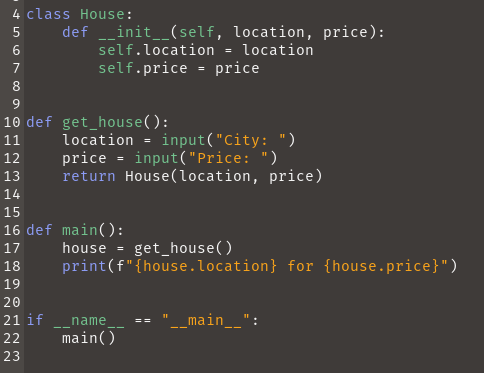 4 class House:
5     def __init__(self, location, price):
6         self.location = location
7         self.price = price
8
9
10 def get_house():
11     location = input("City: ")
12     price = input("Price: ")
13     return House(location, price)
14
15
16 def main():
17     house = get_house()
18     print(f"{house.location} for {house.price}")
19
20
21 if __name__ == "__main__":
22     main()
23